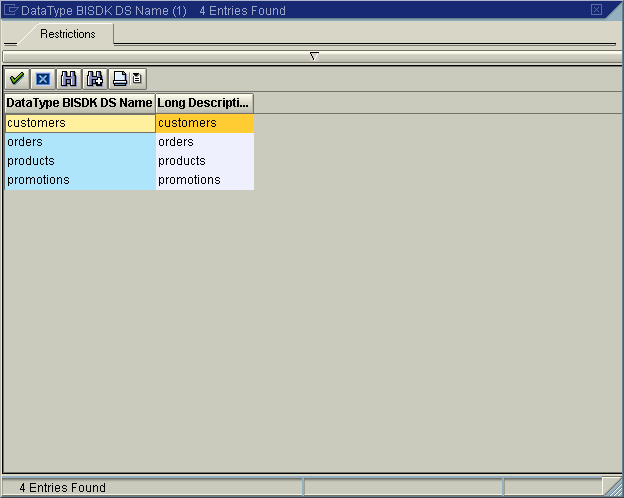 DataType BISDK DS Name (1) 4 Entries Found
Restrictions
DataType BISDK DS Name Long Descripti...
customers customers
orders orders
products products
promotions promotions
4 Entries Found